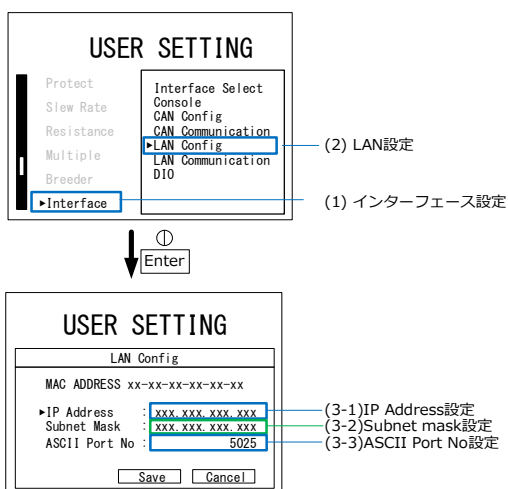 USER SETTING
Protect
Slew Rate
Resistance
Multiple
Breeder
►Interface
Interface Select
Console
CAN Config
CAN Communication
►LAN Config
LAN Communication
DIO
(2) LAN設定
(1) インターフェース設定
Enter
USER SETTING
LAN Config
MAC ADDRESS xx-xx-xx-xx-xx-xx
►IP Address : xxx.xxx.xxx.xxx
Subnet Mask : xxx.xxx.xxx.xxx
ASCII Port No : 5025
(3-1)IP Address設定
(3-2)Subnet mask設定
(3-3)ASCII Port No設定
Save Cancel